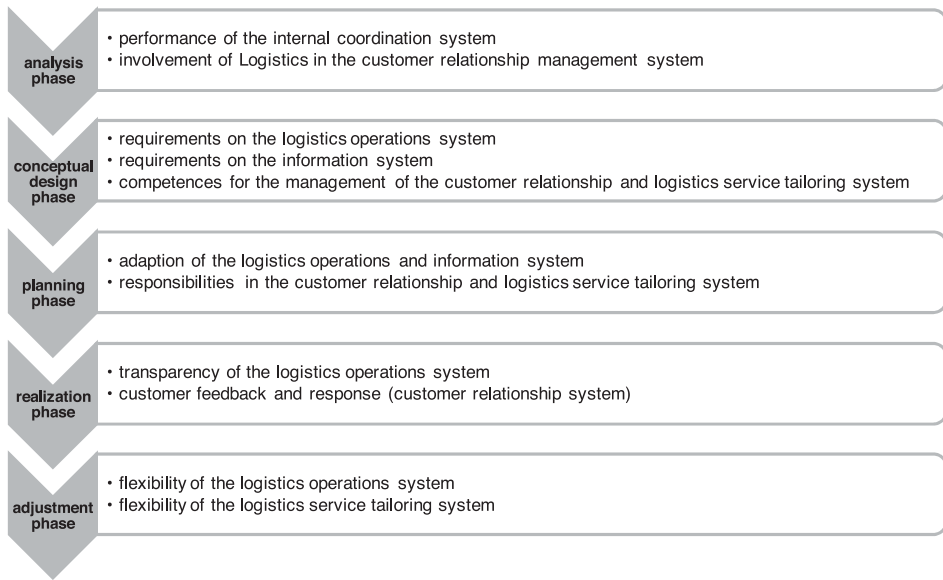 analysis
phase
• performance of the internal coordination system
• involvement of Logistics in the customer relationship management system
conceptual
design
phase
• requirements on the logistics operations system
• requirements on the information system
• competences for the management of the customer relationship and logistics service tailoring system
planning
phase
• adaption of the logistics operations and information system
• responsibilities in the customer relationship and logistics service tailoring system
realization
phase
• transparency of the logistics operations system
• customer feedback and response (customer relationship system)
adjustment
phase
• flexibility of the logistics operations system
• flexibility of the logistics service tailoring system